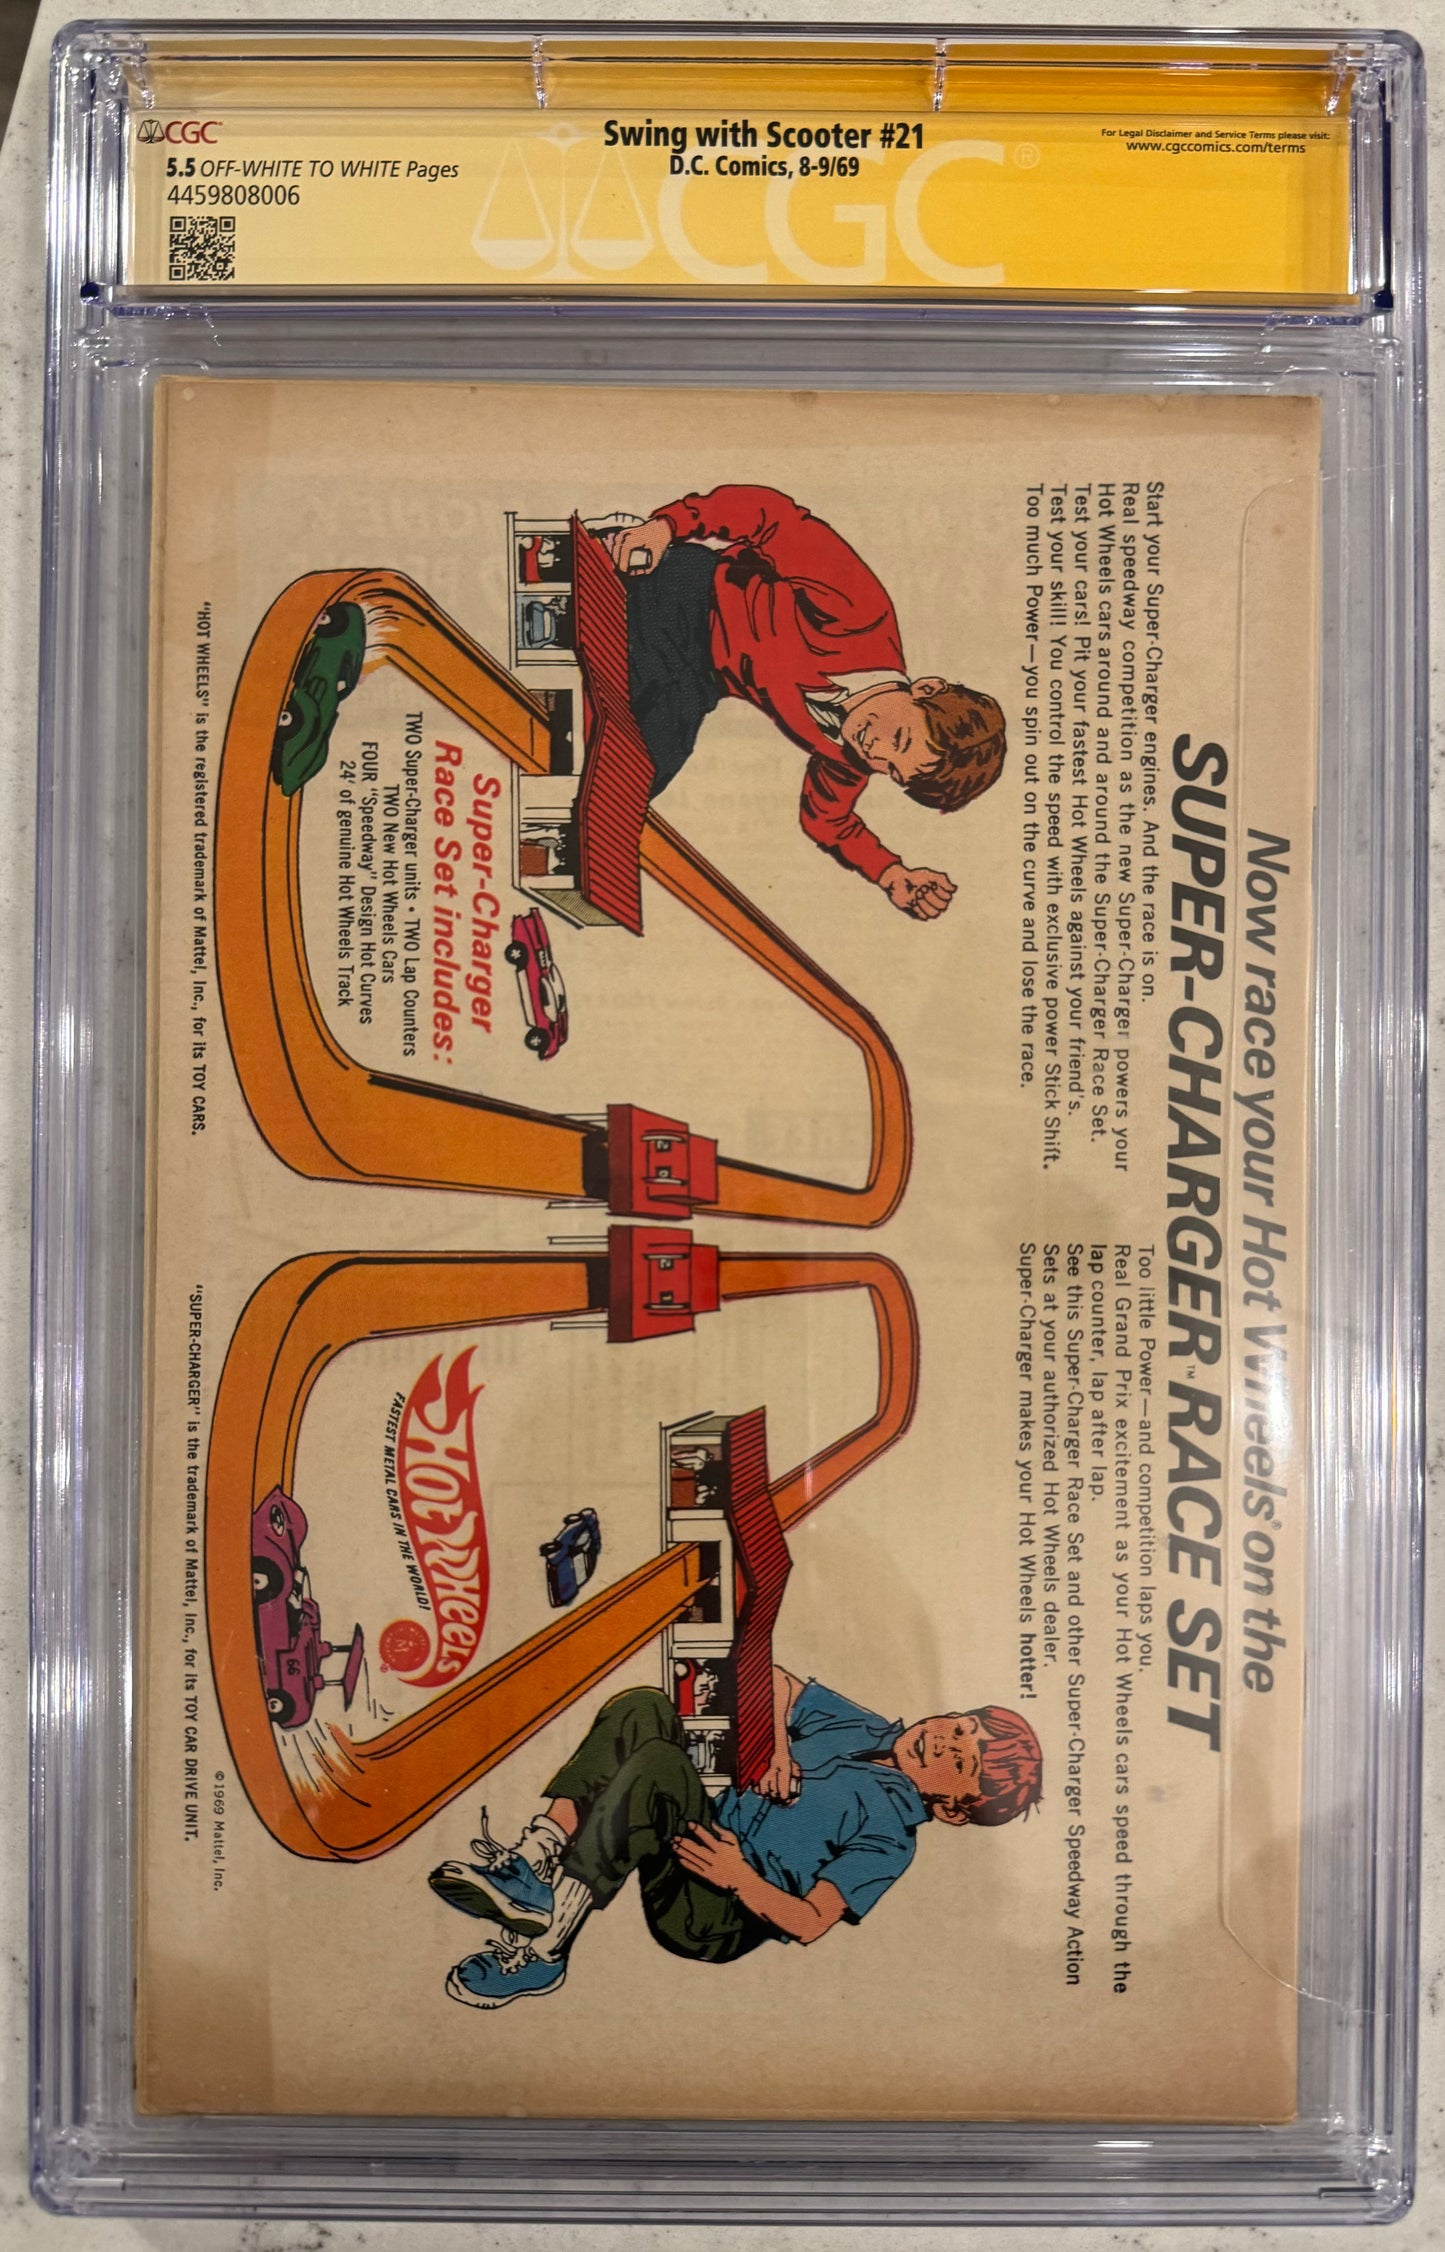 CGC
5.5 OFF-WHITE TO WHITE Pages
4459808006
Swing with Scooter #21
D.C. Comics, 8-9/69
For Legal Disclaimer and Service Terms please visit:
www.cgccomics.com/terms
CGC®
Now race your Hot Wheels® on the
SUPER-CHARGER™ RACE SET
Start your Super-Charger engines. And the race is on.
Real speedway competition as the new Super-Charger powers your
Hot Wheels cars around and around the Super-Charger Race Set.
Test your cars! Pit your fastest Hot Wheels against your friend's.
Test your skill! You control the speed with exclusive power Stick Shift.
Too much Power—you spin out on the curve and lose the race.
Too little Power—and competition laps you.
Real Grand Prix excitement as your Hot Wheels cars speed through the
lap counter, lap after lap.
See this Super-Charger Race Set and other Super-Charger Speedway Action
Sets at your authorized Hot Wheels dealer.
Super-Charger makes your Hot Wheels hotter!
Super-Charger
Race Set includes:
TWO Super-Charger units • TWO Lap Counters
TWO New Hot Wheels Cars
FOUR "Speedway" Design Hot Curves
24' of genuine Hot Wheels Track
Hot Wheels®
FASTEST METAL CARS IN THE WORLD!
66
© 1969 Mattel, Inc.
"HOT WHEELS" is the registered trademark of Mattel, Inc., for its TOY CARS.
"SUPER-CHARGER" is the trademark of Mattel, Inc., for its TOY CAR DRIVE UNIT.